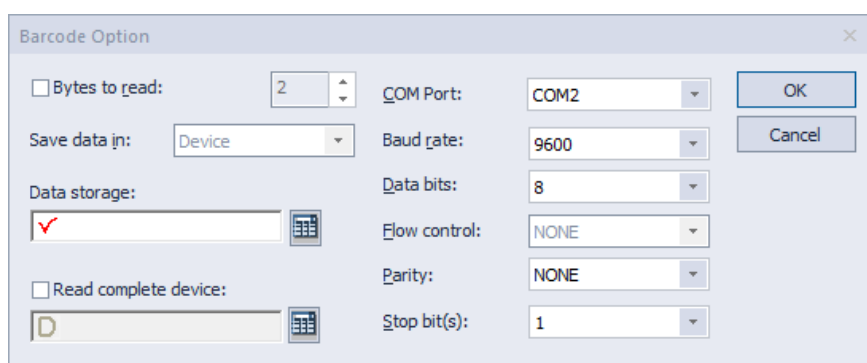 Barcode Option
Bytes to read: 2
Save data in: Device
Data storage:
Read complete device:
D
COM Port: COM2
Baud rate: 9600
Data bits: 8
Flow control: NONE
Parity: NONE
Stop bit(s): 1
OK
Cancel